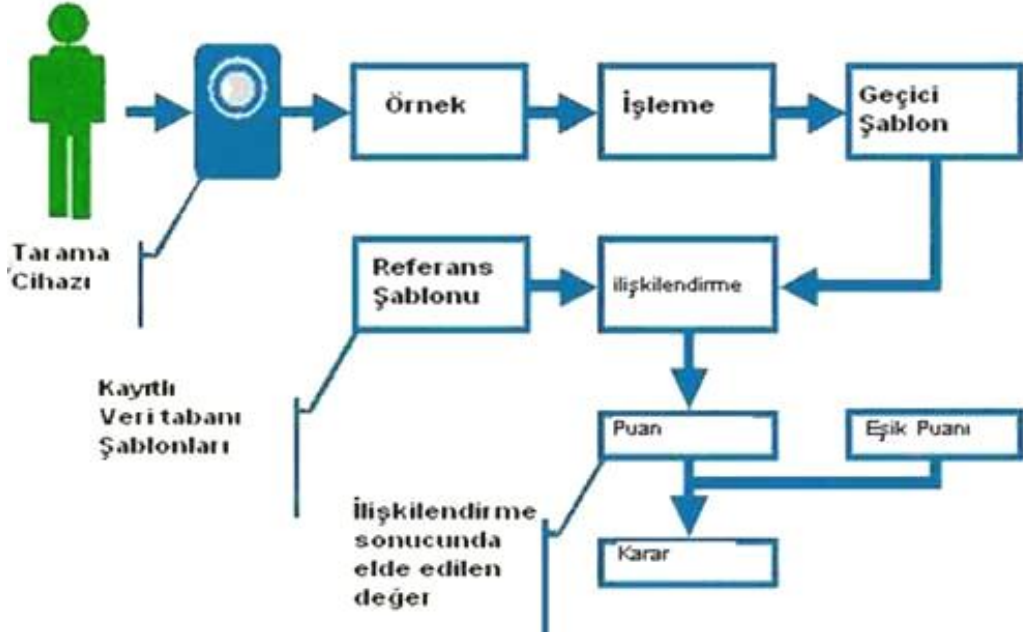 Örnek
İşleme
Geçici
Şablon
Tarama
Cihazı
Referans
Şablonu
ilişkilendirme
Kayıtlı
Veri tabanı
Şablonları
Puan
Eşik Puanı
İlişkilendirme
sonucunda
elde edilen
değer
Karar